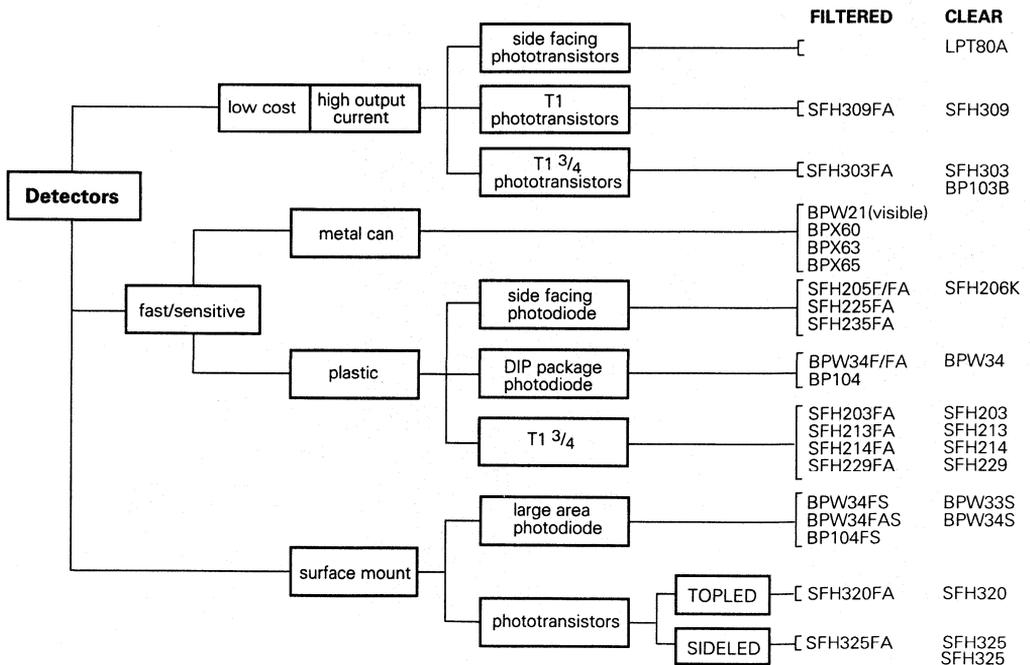 FILTERED CLEAR
side facing
phototransistors
LPT80A
low cost
high output
current
T1
phototransistors
SFH309FA SFH309
T1 3/4
phototransistors
SFH303FA SFH303
BP103B
Detectors
metal can
BPW21(visible)
BPX60
BPX63
BPX65
fast/sensitive
side facing
photodiode
SFH205F/FA SFH206K
SFH225FA
SFH235FA
plastic
DIP package
photodiode
BPW34F/FA BPW34
BP104
T1 3/4
SFH203FA SFH203
SFH213FA SFH213
SFH214FA SFH214
SFH229FA SFH229
large area
photodiode
BPW34FS BPW33S
BPW34FAS BPW34S
BP104FS
surface mount
phototransistors
TOPLED
SFH320FA SFH320
SIDELED
SFH325FA SFH325
SFH325